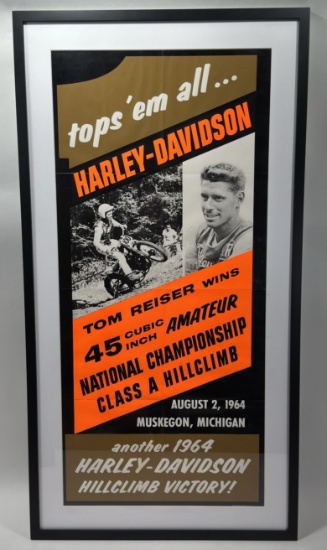 tops 'em all...
HARLEY-DAVIDSON
TOM REISER WINS
45 CUBIC INCH AMATEUR
NATIONAL CHAMPIONSHIP
CLASS A HILLCLIMB
AUGUST 2, 1964
MUSKEGON, MICHIGAN
another 1964
HARLEY-DAVIDSON
HILLCLIMB VICTORY!